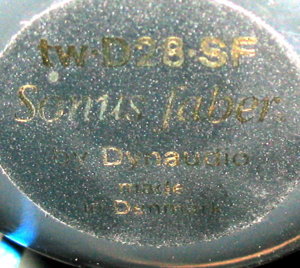 tw·D28·SF
Sonus faber.
by Dynaudio
made
in Denmark